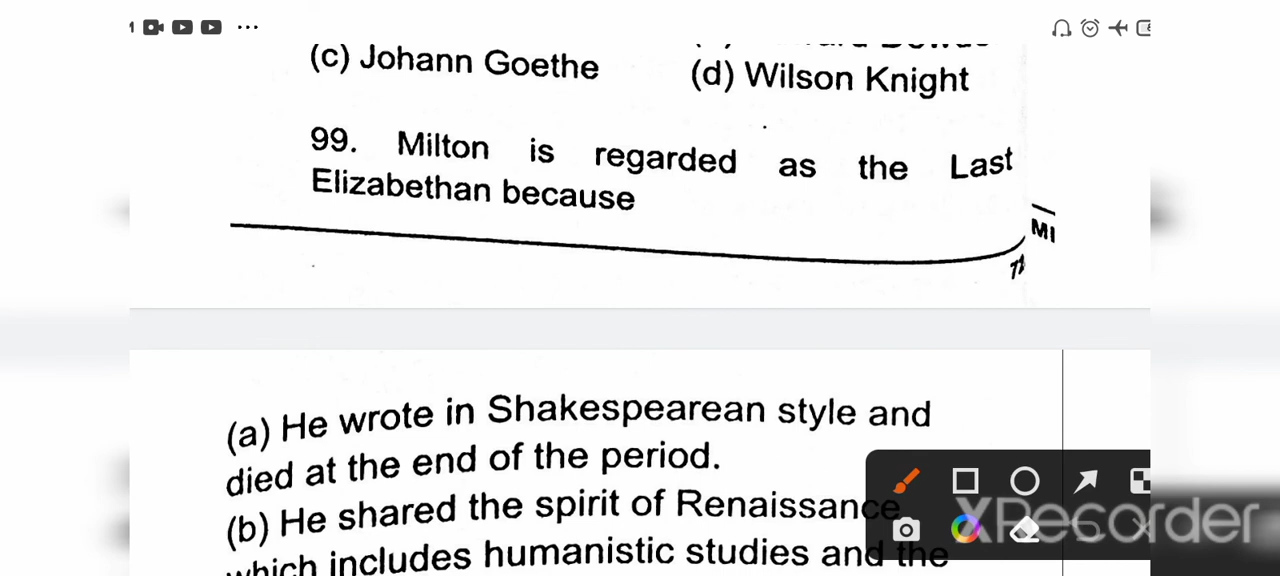 (c) Johann Goethe
(d) Wilson Knight
99. Milton is regarded as the Last
Elizabethan because
MI
(a) He wrote in Shakespearean style and
died at the end of the period.
(b) He shared the spirit of Renaissance
which includes humanistic studies and the
XRecorder